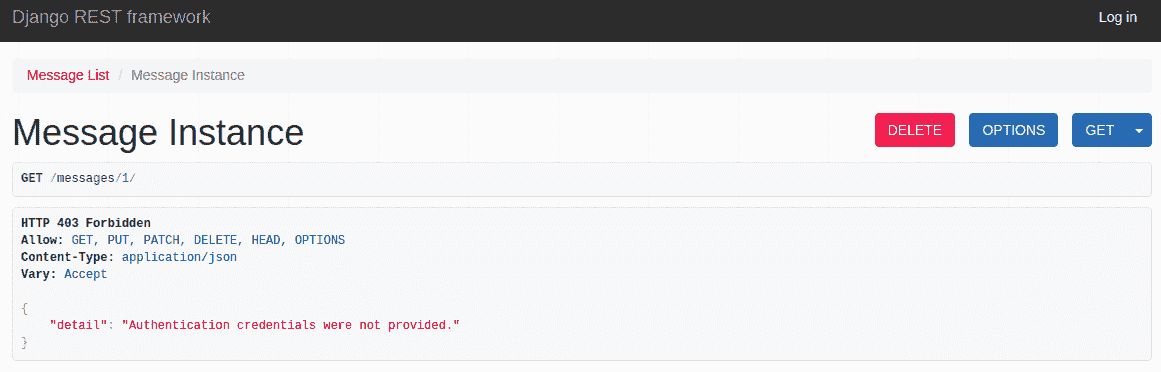 Django REST framework Log in
Message List / Message Instance
Message Instance DELETE OPTIONS GET
GET /messages/1/
HTTP 403 Forbidden
Allow: GET, PUT, PATCH, DELETE, HEAD, OPTIONS
Content-Type: application/json
Vary: Accept
{
    "detail": "Authentication credentials were not provided."
}